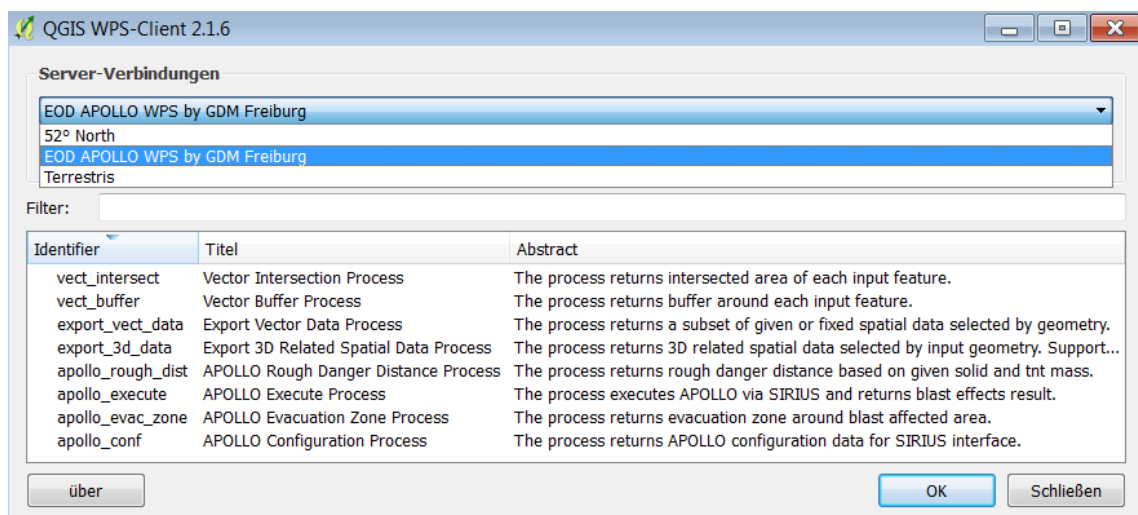 QGIS WPS-Client 2.1.6
Server-Verbindungen
EOD APOLLO WPS by GDM Freiburg
52º North
EOD APOLLO WPS by GDM Freiburg
Terrestris
Filter:
Identifier Titel Abstract
vect_intersect Vector Intersection Process The process returns intersected area of each input feature.
vect_buffer Vector Buffer Process The process returns buffer around each input feature.
export_vect_data Export Vector Data Process The process returns a subset of given or fixed spatial data selected by geometry.
export_3d_data Export 3D Related Spatial Data Process The process returns 3D related spatial data selected by input geometry. Support...
apollo_rough_dist APOLLO Rough Danger Distance Process The process returns rough danger distance based on given solid and tnt mass.
apollo_execute APOLLO Execute Process The process executes APOLLO via SIRIUS and returns blast effects result.
apollo_evac_zone APOLLO Evacuation Zone Process The process returns evacuation zone around blast affected area.
apollo_conf APOLLO Configuration Process The process returns APOLLO configuration data for SIRIUS interface.
über OK Schließen